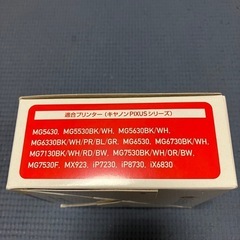 適合プリンター（キヤノンPIXUSシリーズ）
MG5430、MG5530BK/WH、MG5630BK/WH、
MG6330BK/WH/PR/BL/GR、MG6530、MG6730BK/WH、
MG7130BK/WH/RD/BW、MG7530BK/WH/OR/BW、
MG7530F、MX923、iP7230、iP8730、iX6830